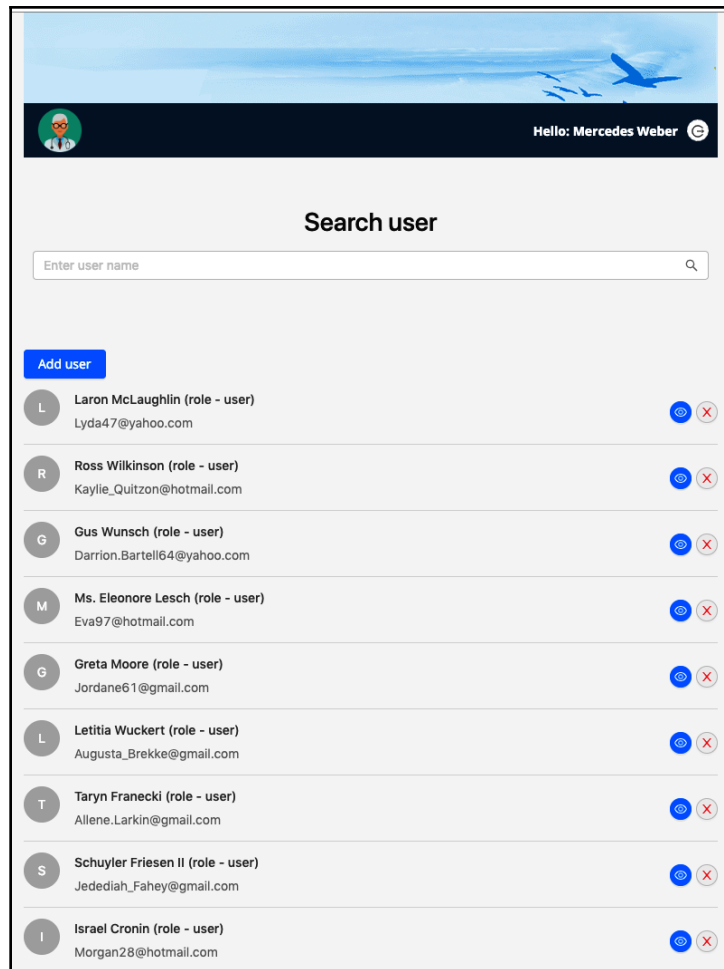 Hello: Mercedes Weber
Search user
Enter user name
Add user
L
Laron McLaughlin (role - user)
Lyda47@yahoo.com
R
Ross Wilkinson (role - user)
Kaylie_Quitzon@hotmail.com
G
Gus Wunsch (role - user)
Darrion.Bartell64@yahoo.com
M
Ms. Eleonore Lesch (role - user)
Eva97@hotmail.com
G
Greta Moore (role - user)
Jordane61@gmail.com
L
Letitia Wuckert (role - user)
Augusta_Brekke@gmail.com
T
Taryn Franecki (role - user)
Allene.Larkin@gmail.com
S
Schuyler Friesen II (role - user)
Jedediah_Fahey@gmail.com
I
Israel Cronin (role - user)
Morgan28@hotmail.com